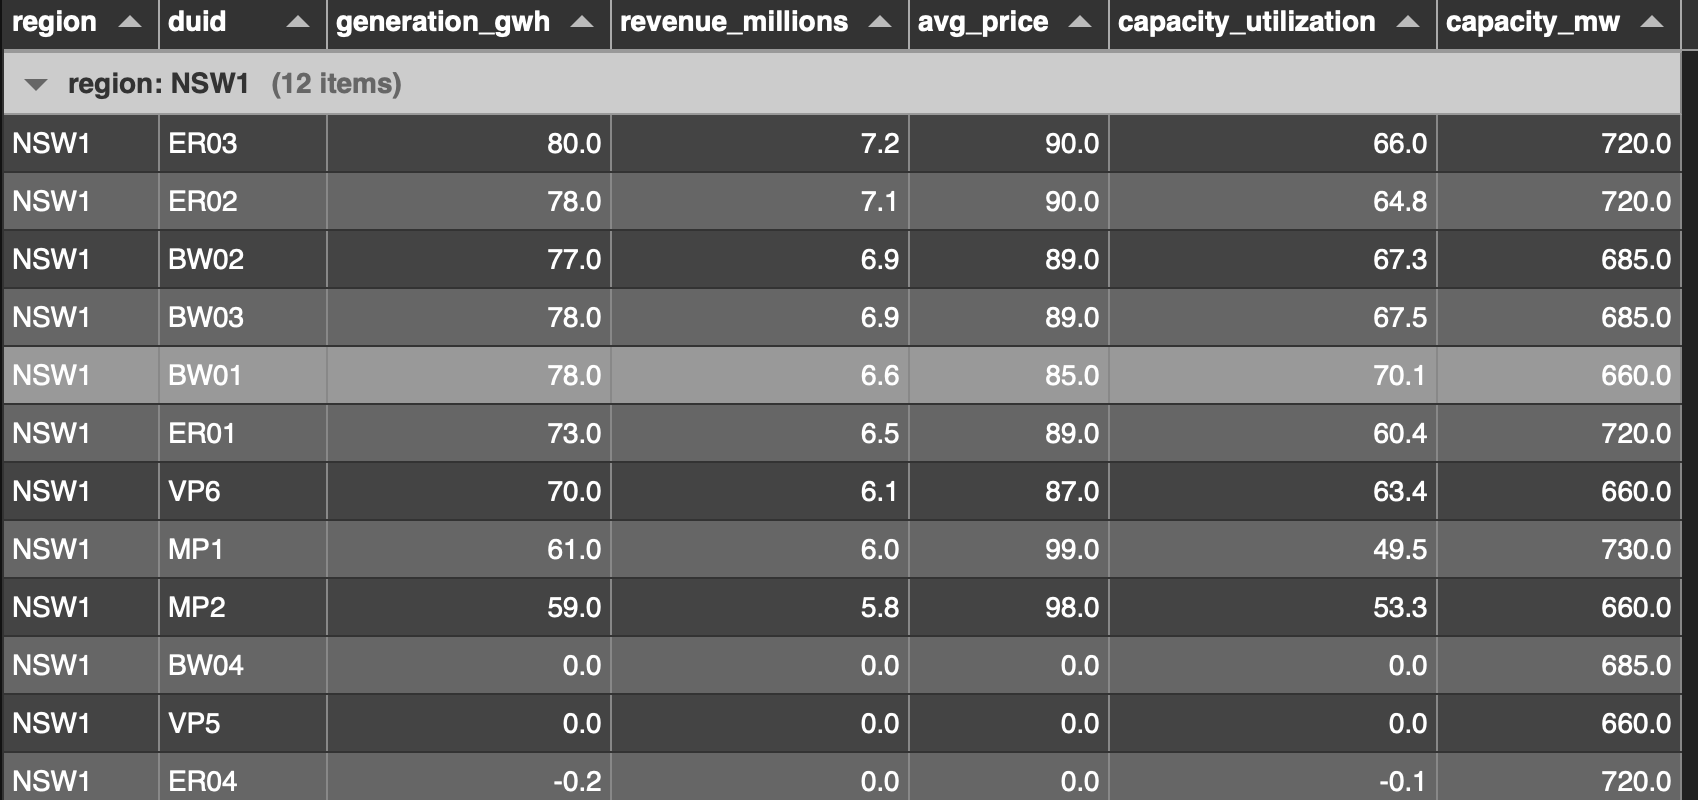 region duid generation_gwh revenue_millions avg_price capacity_utilization capacity_mw
region: NSW1 (12 items)
NSW1 ER03 80.0 7.2 90.0 66.0 720.0
NSW1 ER02 78.0 7.1 90.0 64.8 720.0
NSW1 BW02 77.0 6.9 89.0 67.3 685.0
NSW1 BW03 78.0 6.9 89.0 67.5 685.0
NSW1 BW01 78.0 6.6 85.0 70.1 660.0
NSW1 ER01 73.0 6.5 89.0 60.4 720.0
NSW1 VP6 70.0 6.1 87.0 63.4 660.0
NSW1 MP1 61.0 6.0 99.0 49.5 730.0
NSW1 MP2 59.0 5.8 98.0 53.3 660.0
NSW1 BW04 0.0 0.0 0.0 0.0 685.0
NSW1 VP5 0.0 0.0 0.0 0.0 660.0
NSW1 ER04 -0.2 0.0 0.0 -0.1 720.0